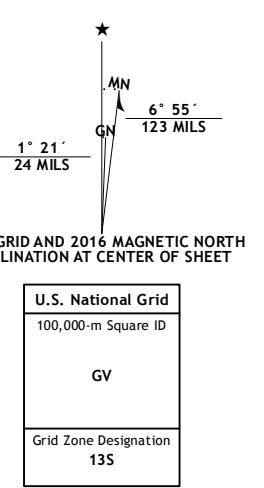 ★
MN
GN
6° 55´
123 MILS
1° 21´
24 MILS
GRID AND 2016 MAGNETIC NORTH
LINATION AT CENTER OF SHEET
U.S. National Grid
100,000-m Square ID
GV
Grid Zone Designation
13S